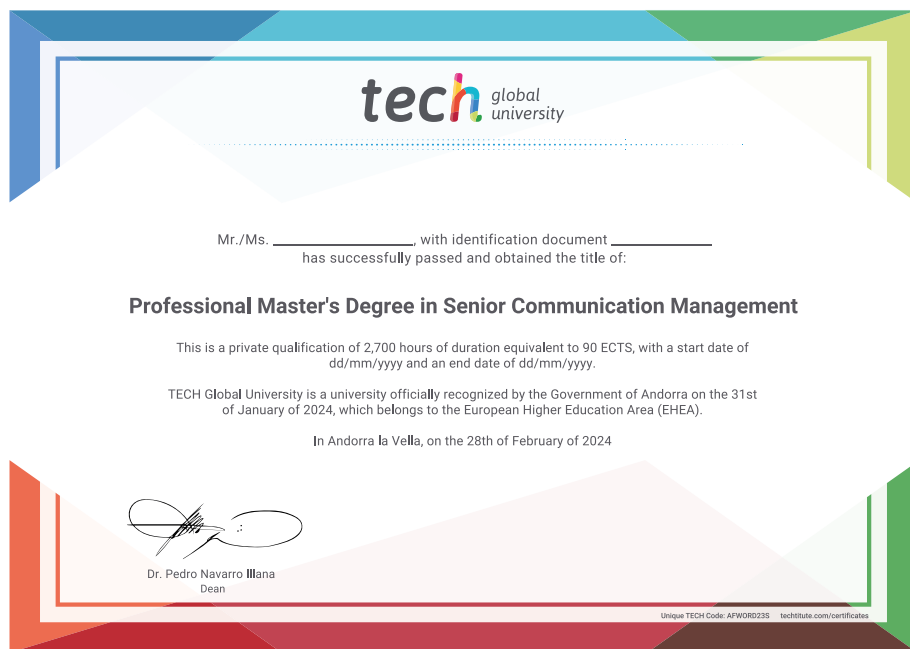 tech global university
Mr./Ms. ____________________, with identification document ______________
has successfully passed and obtained the title of:
Professional Master's Degree in Senior Communication Management
This is a private qualification of 2,700 hours of duration equivalent to 90 ECTS, with a start date of
dd/mm/yyyy and an end date of dd/mm/yyyy.
TECH Global University is a university officially recognized by the Government of Andorra on the 31st
of January of 2024, which belongs to the European Higher Education Area (EHEA).
In Andorra la Vella, on the 28th of February of 2024
Dr. Pedro Navarro Illana
Dean
Unique TECH Code: AFWORD23S techtitute.com/certificates